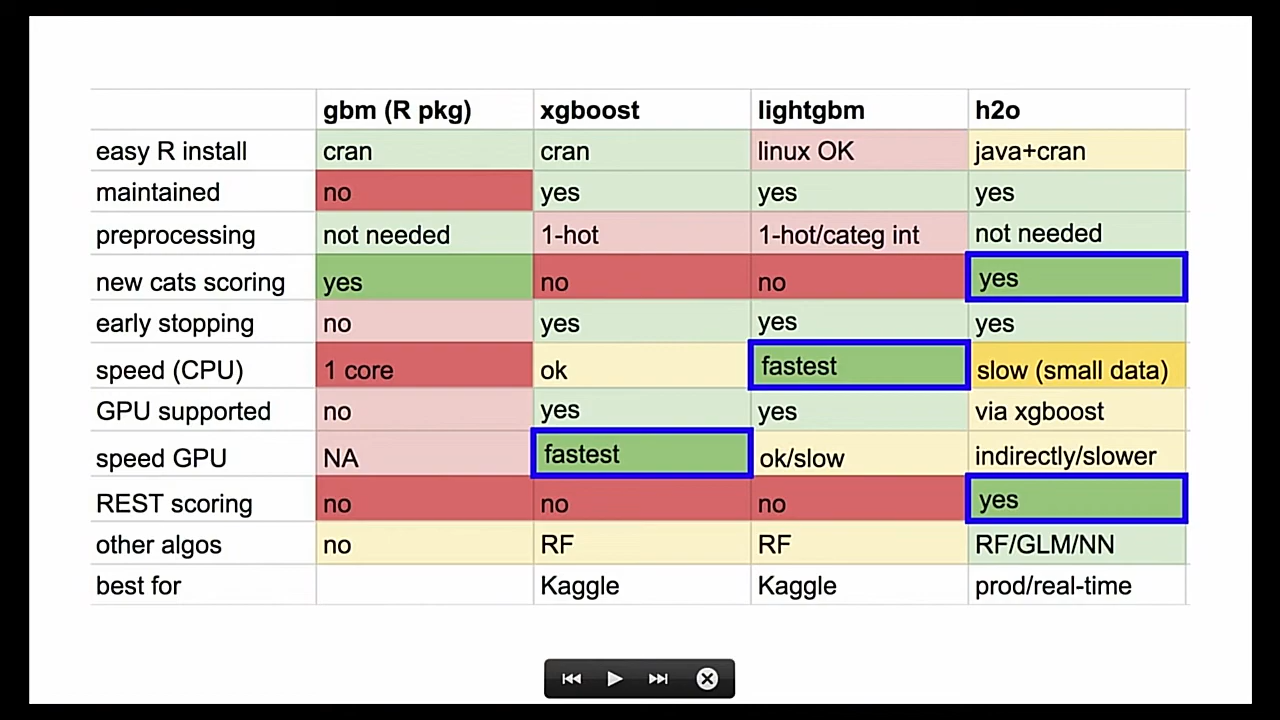 gbm (R pkg) xgboost lightgbm h2o
easy R install cran cran linux OK java+cran
maintained no yes yes yes
preprocessing not needed 1-hot 1-hot/categ int not needed
new cats scoring yes no no yes
early stopping no yes yes yes
speed (CPU) 1 core ok fastest slow (small data)
GPU supported no yes yes via xgboost
speed GPU NA fastest ok/slow indirectly/slower
REST scoring no no no yes
other algos no RF RF RF/GLM/NN
best for Kaggle Kaggle prod/real-time